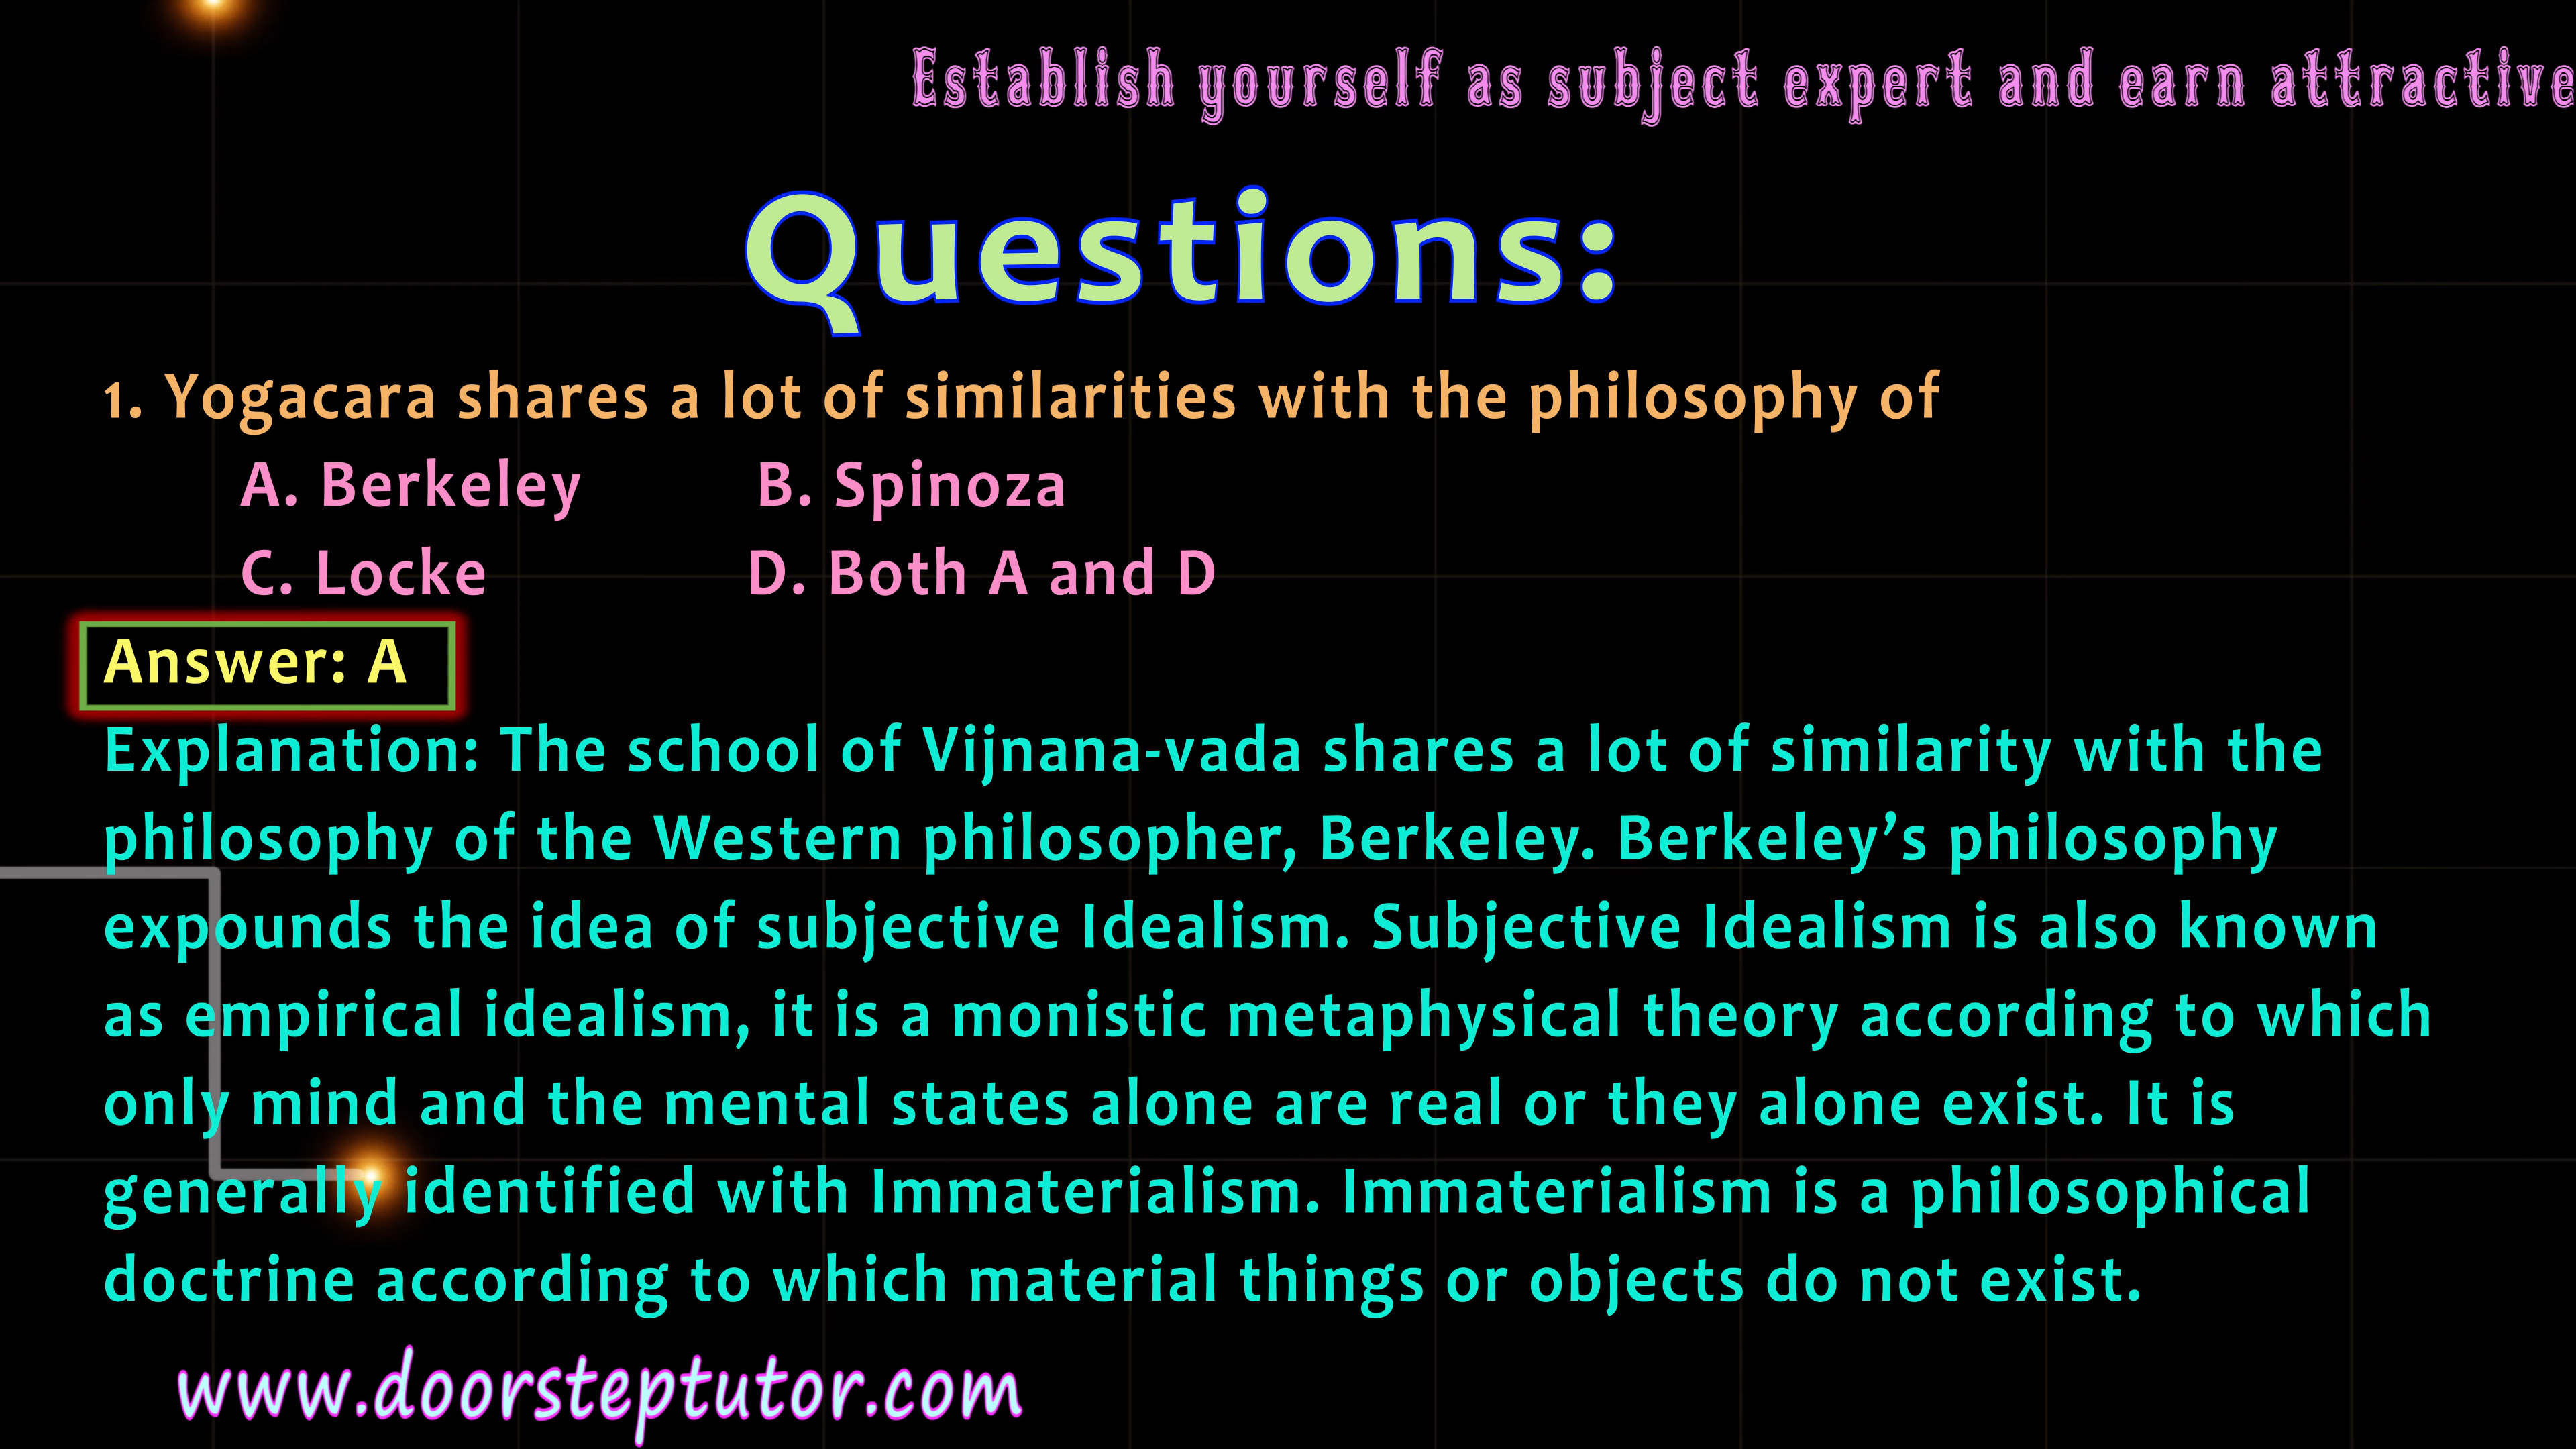 Establish yourself as subject expert and earn attractive
Questions:
1. Yogacara shares a lot of similarities with the philosophy of
A. Berkeley B. Spinoza
C. Locke D. Both A and D
Answer: A
Explanation: The school of Vijnana-vada shares a lot of similarity with the
philosophy of the Western philosopher, Berkeley. Berkeley’s philosophy
expounds the idea of subjective Idealism. Subjective Idealism is also known
as empirical idealism, it is a monistic metaphysical theory according to which
only mind and the mental states alone are real or they alone exist. It is
generally identified with Immaterialism. Immaterialism is a philosophical
doctrine according to which material things or objects do not exist.
www.doorsteptutor.com